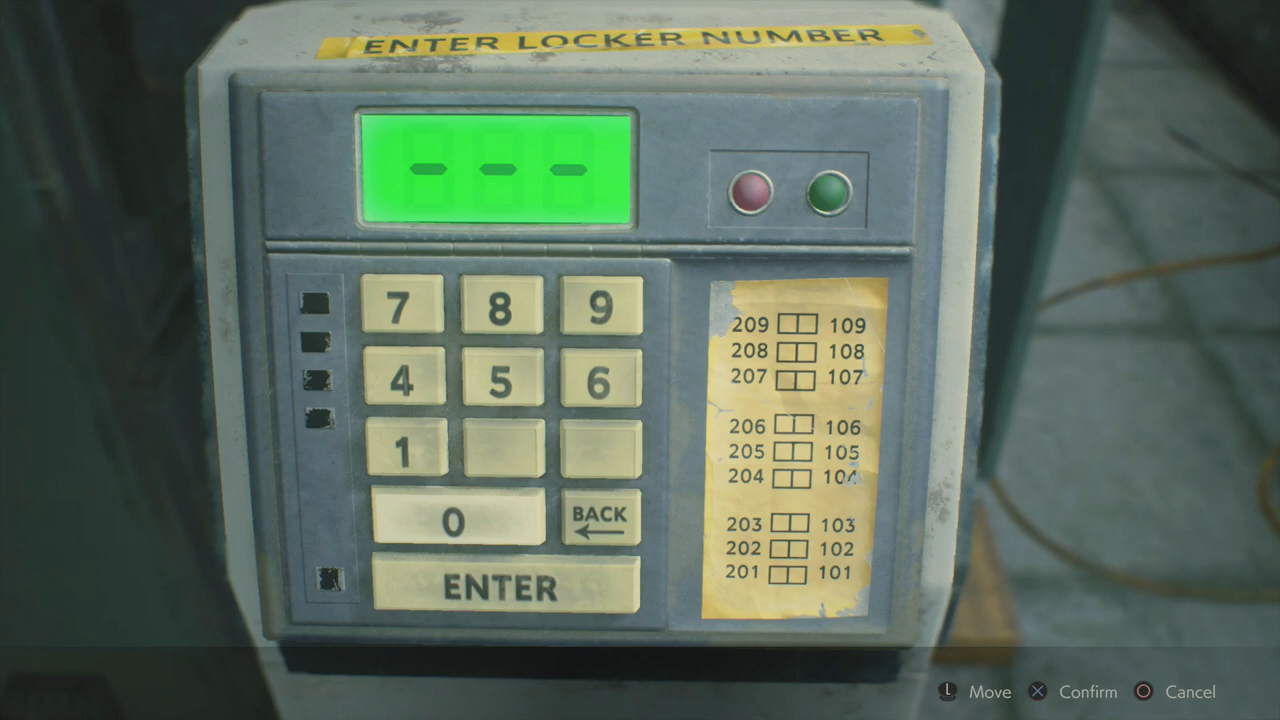 ENTER LOCKER NUMBER
- - -
7 8 9
4 5 6
1
0 BACK
ENTER
209 109
208 108
207 107
206 106
205 105
204 104
203 103
202 102
201 101
L Move Confirm Cancel